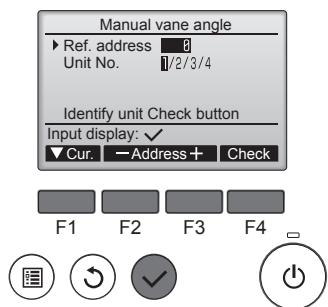 Manual vane angle
Ref. address 0
Unit No. 1/2/3/4
Identify unit Check button
Input display: ✓
▼ Cur. − Address + Check
F1 F2 F3 F4